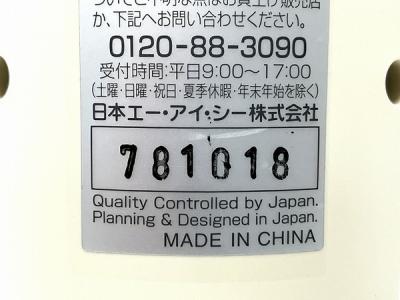 か、下記へお問い合わせください。
0120-88-3090
受付時間:平日9:00〜17:00
(土曜・日曜・祝日・夏季休暇・年末年始を除く)
日本エー・アイ・シー株式会社
781018
Quality Controlled by Japan.
Planning & Designed in Japan.
MADE IN CHINA